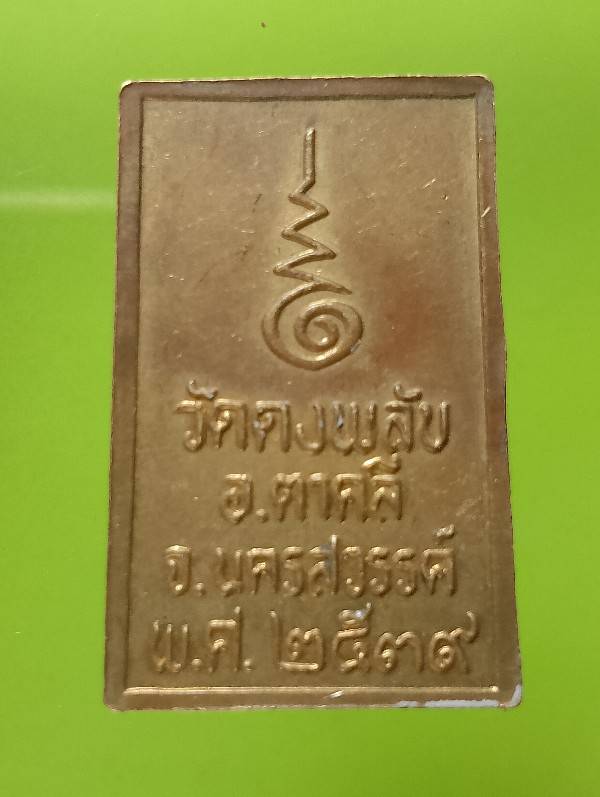 วัดดงพลับ
อ.ตาคลี
จ.นครสวรรค์
พ.ศ. ๒๕๓๙